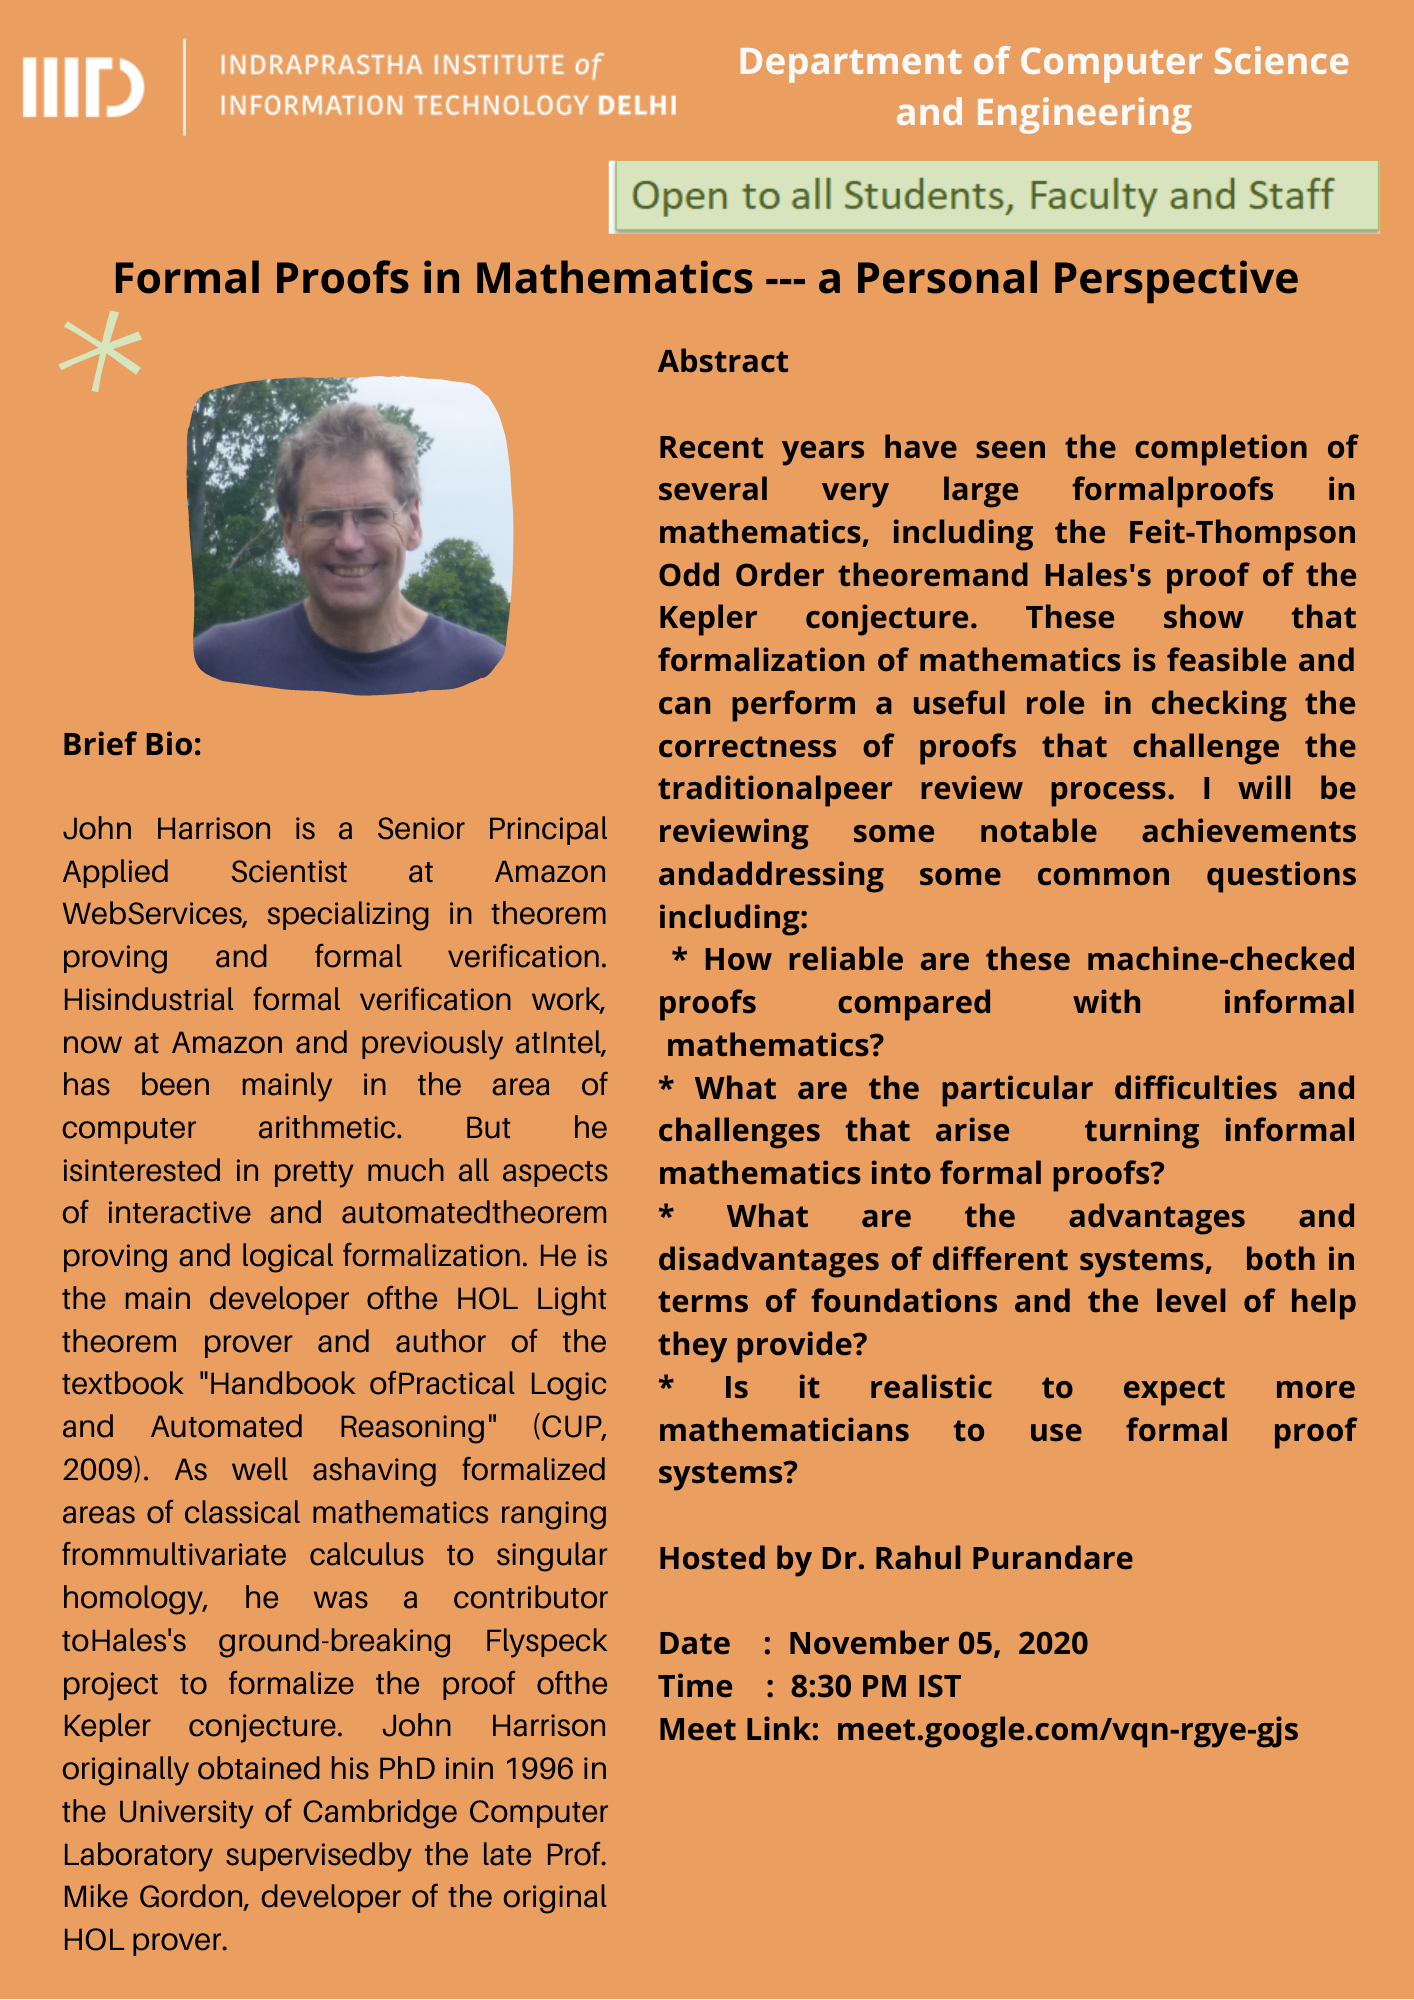 IIID
INDRAPRASTHA INSTITUTE of
INFORMATION TECHNOLOGY DELHI
Department of Computer Science
and Engineering
Open to all Students, Faculty and Staff
Formal Proofs in Mathematics --- a Personal Perspective
Brief Bio:
John Harrison is a Senior Principal
Applied Scientist at Amazon
WebServices, specializing in theorem
proving and formal verification.
Hisindustrial formal verification work,
now at Amazon and previously atIntel,
has been mainly in the area of
computer arithmetic. But he
isinterested in pretty much all aspects
of interactive and automatedtheorem
proving and logical formalization. He is
the main developer ofthe HOL Light
theorem prover and author of the
textbook "Handbook ofPractical Logic
and Automated Reasoning" (CUP,
2009). As well ashaving formalized
areas of classical mathematics ranging
frommultivariate calculus to singular
homology, he was a contributor
toHales's ground-breaking Flyspeck
project to formalize the proof ofthe
Kepler conjecture. John Harrison
originally obtained his PhD inin 1996 in
the University of Cambridge Computer
Laboratory supervisedby the late Prof.
Mike Gordon, developer of the original
HOL prover.
Abstract
Recent years have seen the completion of
several very large formalproofs in
mathematics, including the Feit-Thompson
Odd Order theoremand Hales's proof of the
Kepler conjecture. These show that
formalization of mathematics is feasible and
can perform a useful role in checking the
correctness of proofs that challenge the
traditionalpeer review process. I will be
reviewing some notable achievements
andaddressing some common questions
including:
* How reliable are these machine-checked
proofs compared with informal
mathematics?
* What are the particular difficulties and
challenges that arise turning informal
mathematics into formal proofs?
* What are the advantages and
disadvantages of different systems, both in
terms of foundations and the level of help
they provide?
* Is it realistic to expect more
mathematicians to use formal proof
systems?
Hosted by Dr. Rahul Purandare
Date : November 05, 2020
Time : 8:30 PM IST
Meet Link: meet.google.com/vqn-rgye-gjs